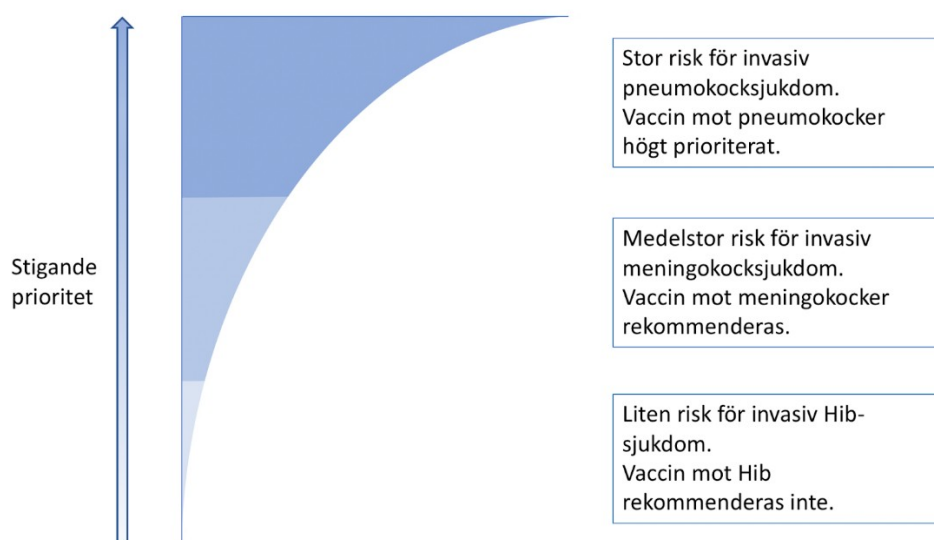 Stigande
prioritet
Stor risk för invasiv
pneumokocksjukdom.
Vaccin mot pneumokocker
högt prioriterat.
Medelstor risk för invasiv
meningokocksjukdom.
Vaccin mot meningokocker
rekommenderas.
Liten risk för invasiv Hib-
sjukdom.
Vaccin mot Hib
rekommenderas inte.